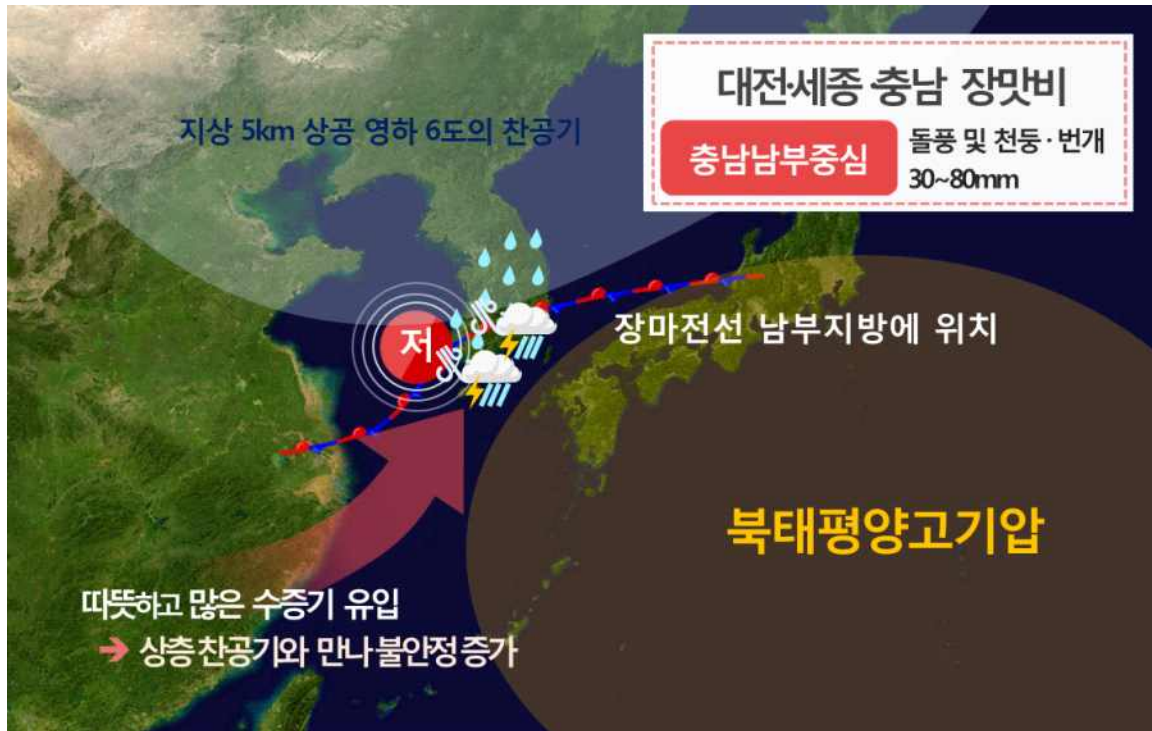 대전·세종·충남 장맛비
충남남부중심
돌풍 및 천둥·번개
30~80mm
지상 5km 상공 영하 6도의 찬공기
저
장마전선 남부지방에 위치
북태평양고기압
따뜻하고 많은 수증기 유입
→ 상층찬공기와 만나 불안정 증가